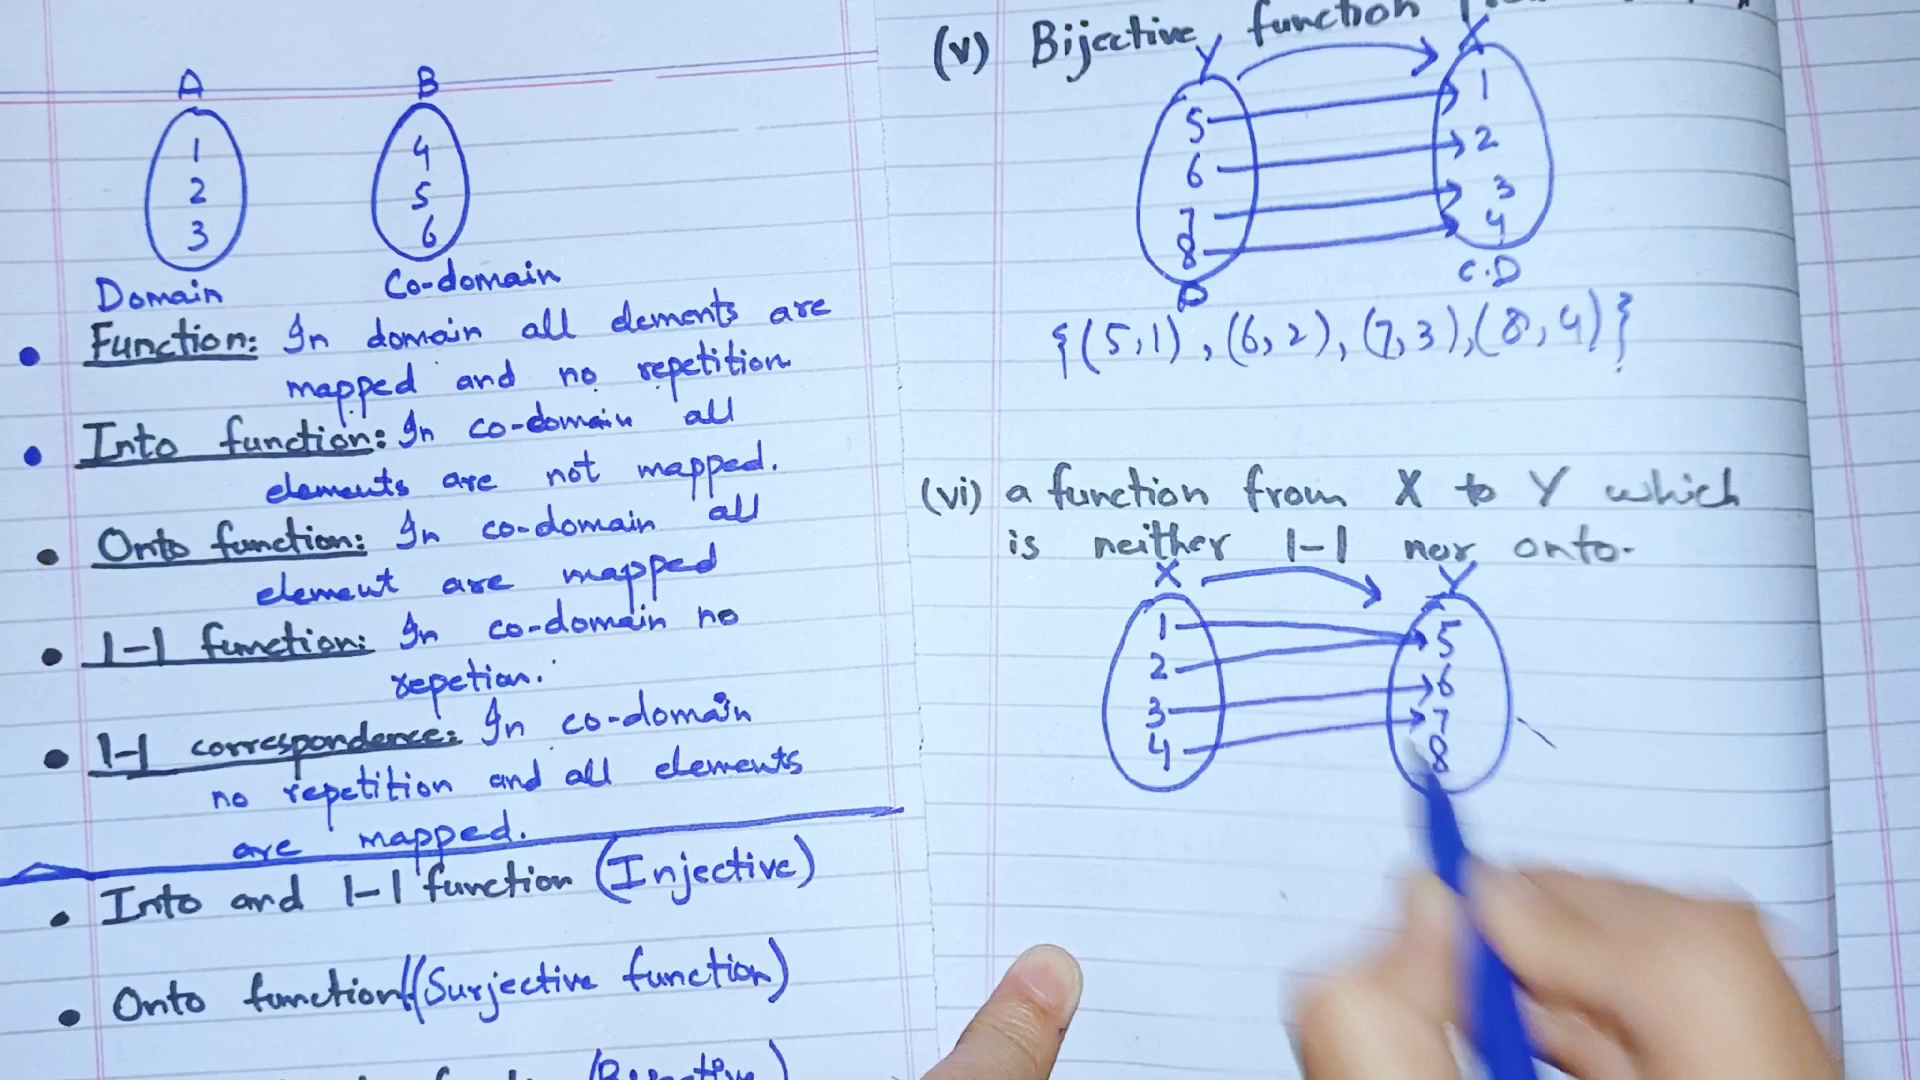 A B
1 4
2 5
3 6
Domain Co-domain
Function: In domain all elements are
mapped and no repetition
Into function: In co-domain all
elements are not mapped.
Onto function: In co-domain all
element are mapped
1-1 function: In co-domain no
repetion.
1-1 correspondence: In co-domain
no repetition and all elements
are mapped.
Into and 1-1 function (Injective)
Onto function (Surjective function)
(v) Bijective function
Y X
5 1
6 2
7 3
8 4
D C.D
{(5,1), (6,2), (7,3), (8,4)}
(vi) a function from X to Y which
is neither 1-1 nor onto.
X Y
1 5
2 6
3 7
4 8